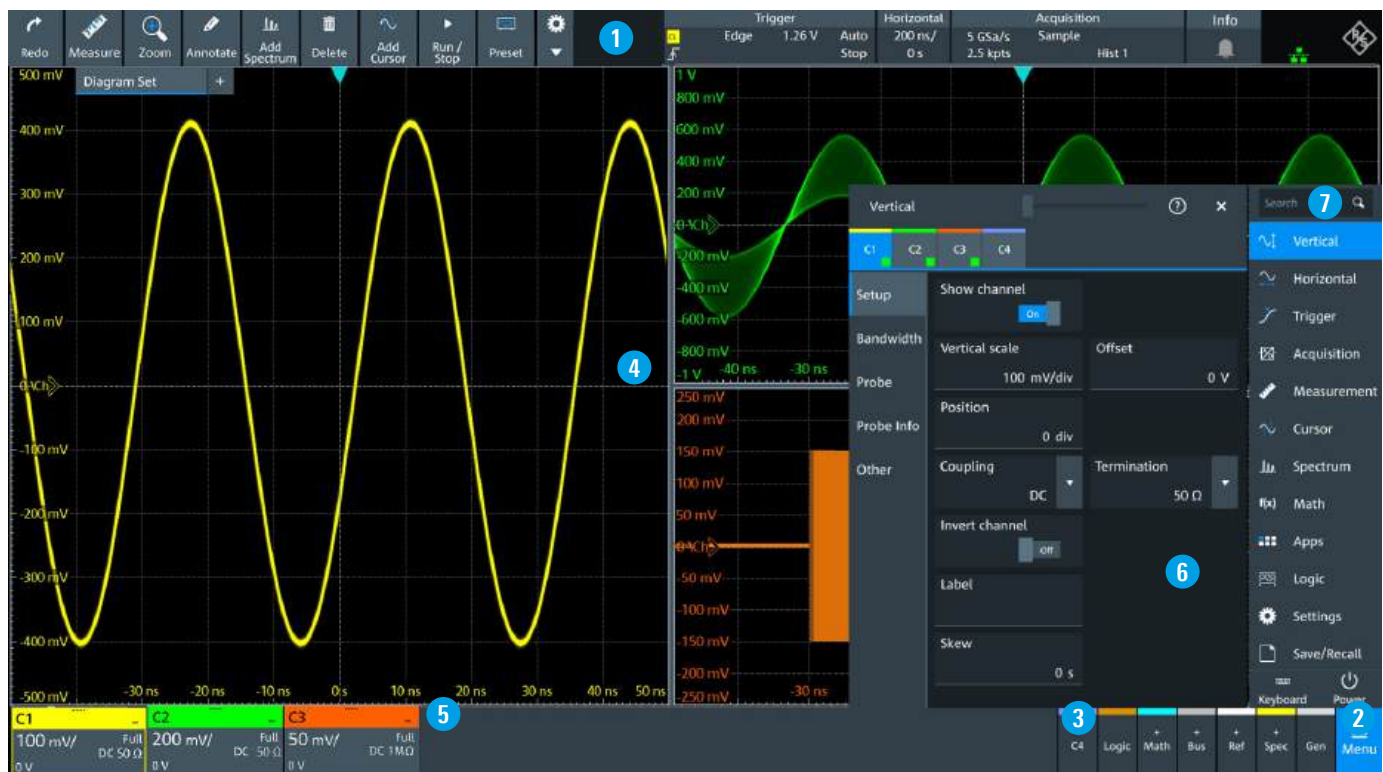 Redo Measure Zoom Annotate Add Spectrum Delete Add Cursor Run / Stop Preset
1
Trigger Horizontal Acquisition Info
Edge 1.26 V Auto 200 ns/ 5 GSa/s Sample
Stop 0 s 2.5 kpts Hist 1
Diagram Set +
500 mV
400 mV
300 mV
200 mV
100 mV
-100 mV
-200 mV
-300 mV
-400 mV
-500 mV
-30 ns -20 ns -10 ns 0 s 10 ns 20 ns 30 ns 40 ns 50 ns
1 V
800 mV
600 mV
400 mV
200 mV
-200 mV
-400 mV
-600 mV
-800 mV
-1 V
-40 ns -30 ns
4
250 mV
200 mV
150 mV
100 mV
50 mV
-50 mV
-100 mV
-150 mV
-200 mV
-250 mV
-30 ns
Vertical ? ×
C1 C2 C3 C4
Setup
Bandwidth
Probe
Probe Info
Other
Show channel
On
Vertical scale Offset
100 mV/div 0 V
Position
0 div
Coupling Termination
DC 50 Ω
Invert channel
Off
6
Label
Skew
0 s
Search 7
Vertical
Horizontal
Trigger
Acquisition
Measurement
Cursor
Spectrum
f(x) Math
Apps
Logic
Settings
Save/Recall
Keyboard Power
C1 C2 C3 5
100 mV/ Full 200 mV/ Full 50 mV/ Full
DC 50 Ω DC 50 Ω DC 1MΩ
0 V 0 V 0 V
3 2
+ + + +
C4 Logic Math Bus Ref Spec Gen Menu